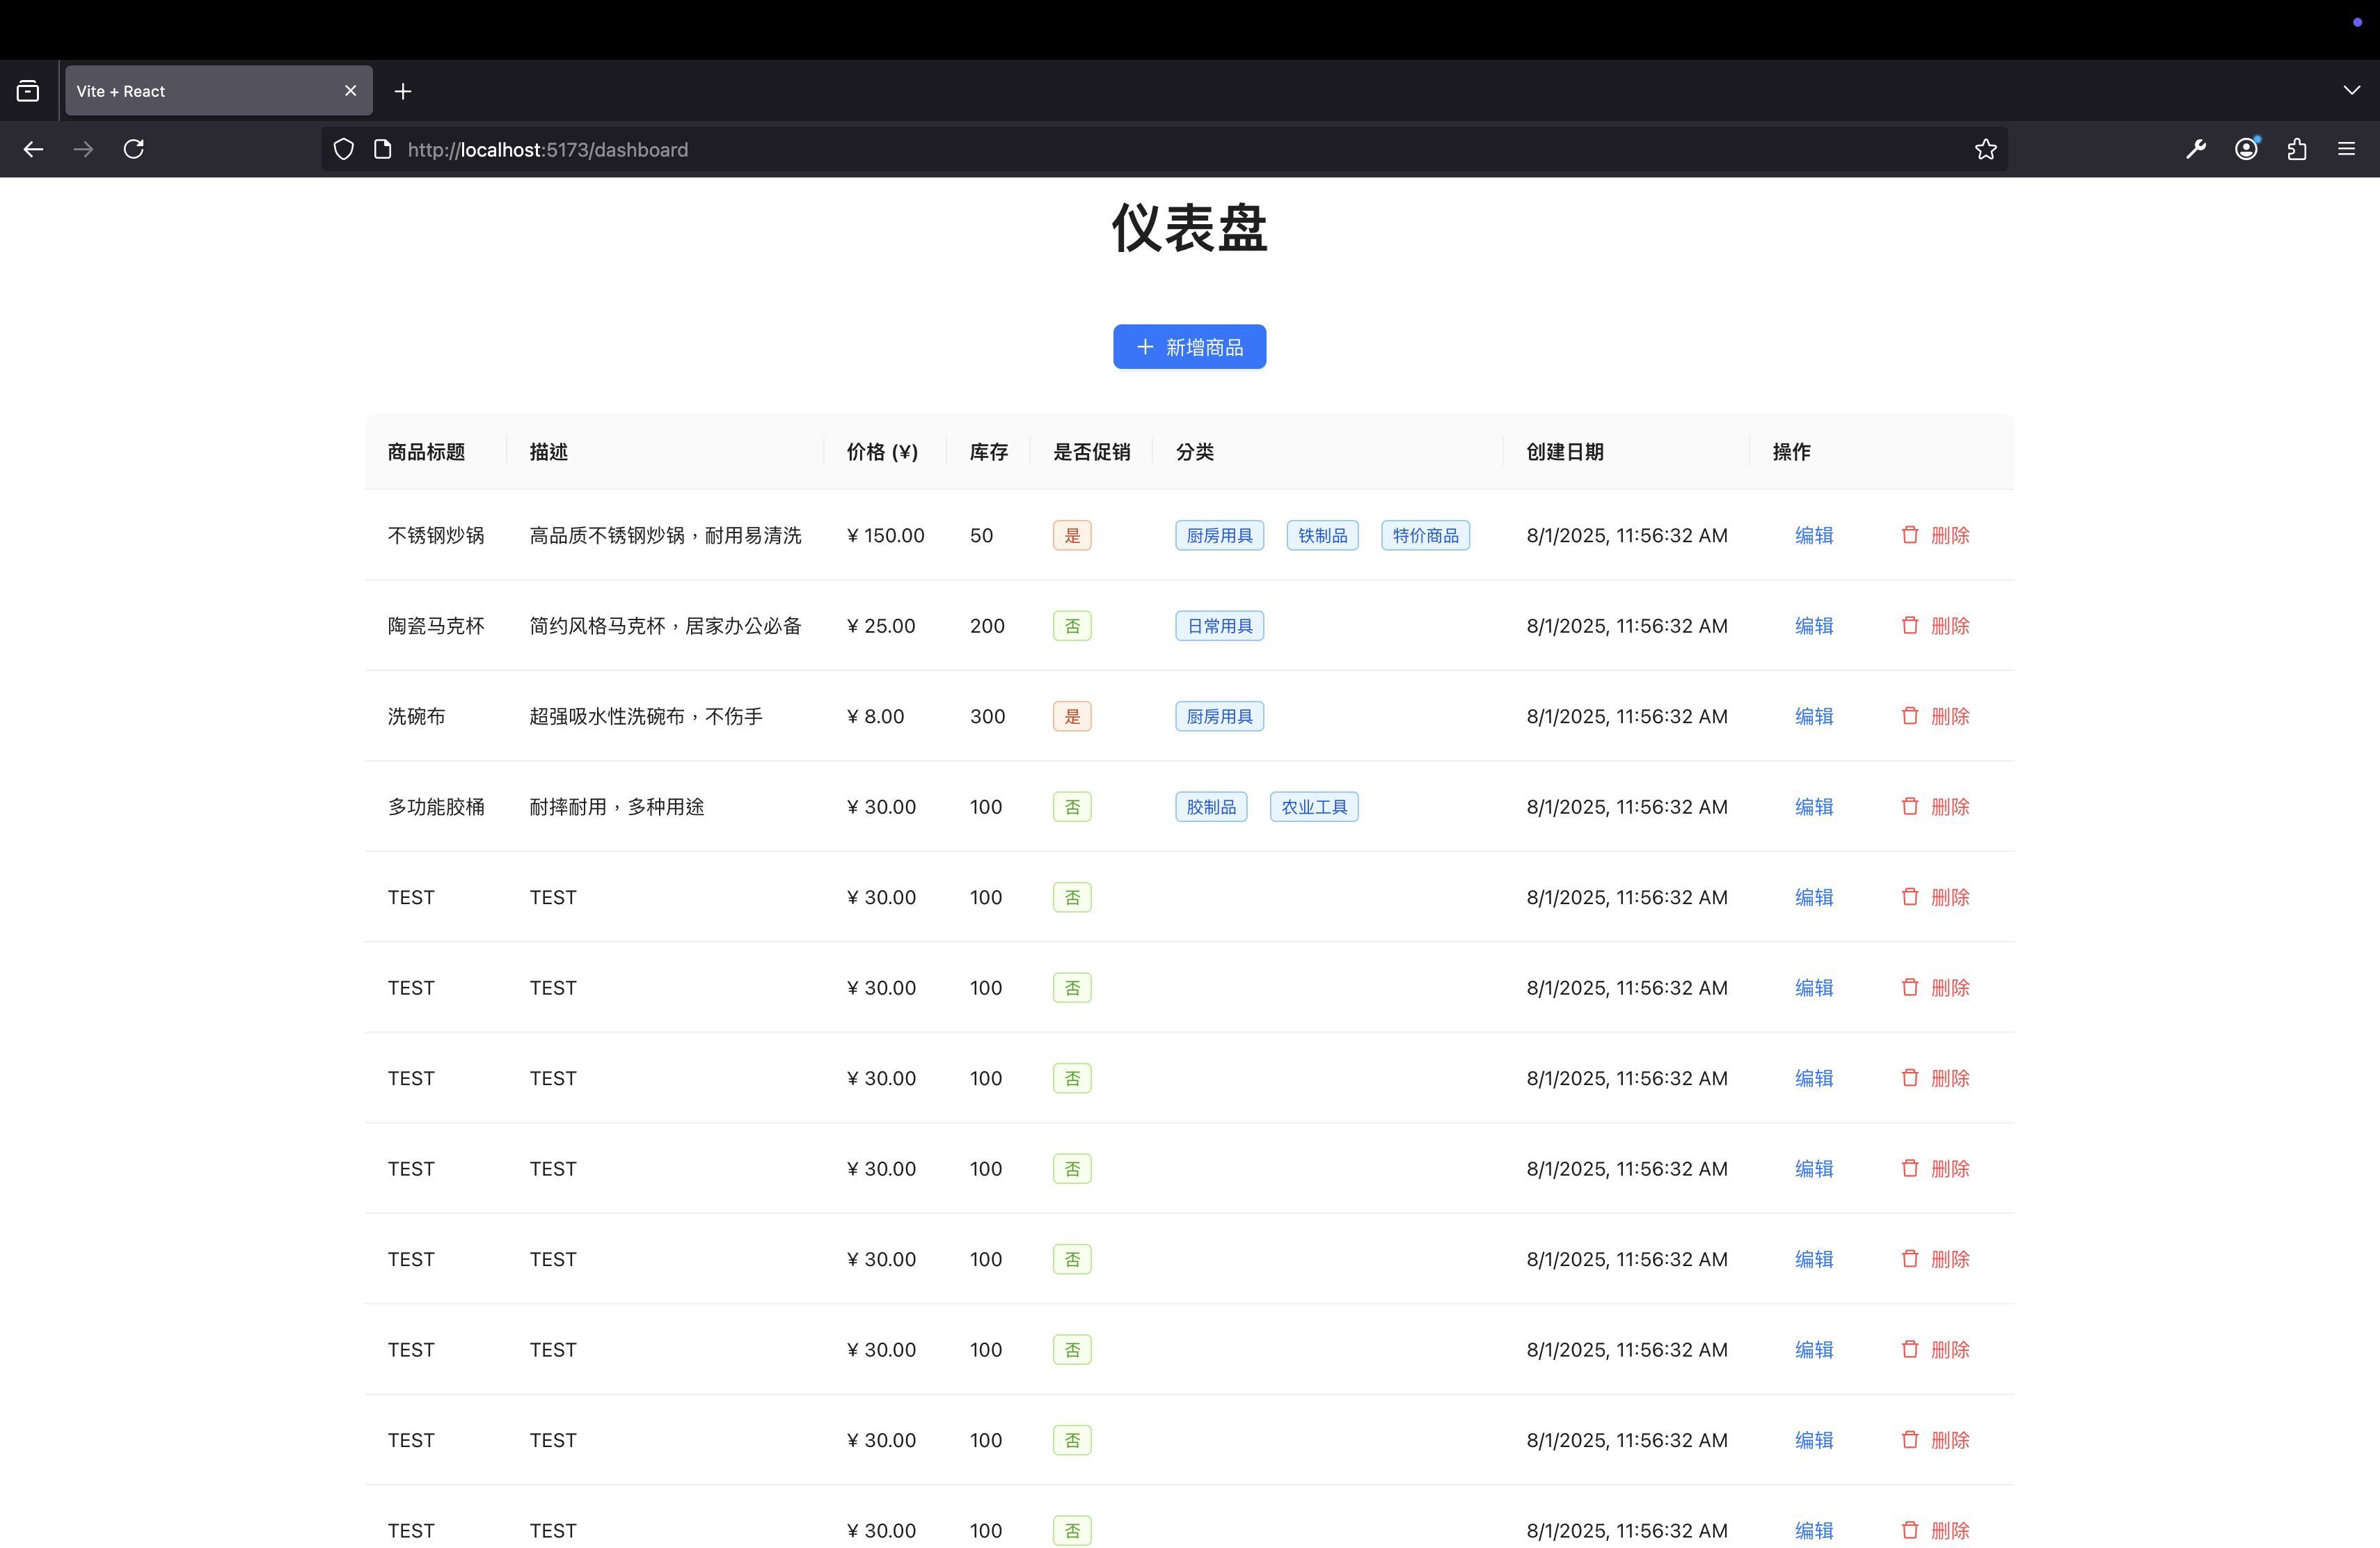 Vite + React
http://localhost:5173/dashboard
仪表盘
新增商品
商品标题 描述 价格 (¥) 库存 是否促销 分类 创建日期 操作
不锈钢炒锅 高品质不锈钢炒锅，耐用易清洗 ¥ 150.00 50 是 厨房用具 铁制品 特价商品 8/1/2025, 11:56:32 AM 编辑 删除
陶瓷马克杯 简约风格马克杯，居家办公必备 ¥ 25.00 200 否 日常用具 8/1/2025, 11:56:32 AM 编辑 删除
洗碗布 超强吸水性洗碗布，不伤手 ¥ 8.00 300 是 厨房用具 8/1/2025, 11:56:32 AM 编辑 删除
多功能胶桶 耐摔耐用，多种用途 ¥ 30.00 100 否 胶制品 农业工具 8/1/2025, 11:56:32 AM 编辑 删除
TEST TEST ¥ 30.00 100 否 8/1/2025, 11:56:32 AM 编辑 删除
TEST TEST ¥ 30.00 100 否 8/1/2025, 11:56:32 AM 编辑 删除
TEST TEST ¥ 30.00 100 否 8/1/2025, 11:56:32 AM 编辑 删除
TEST TEST ¥ 30.00 100 否 8/1/2025, 11:56:32 AM 编辑 删除
TEST TEST ¥ 30.00 100 否 8/1/2025, 11:56:32 AM 编辑 删除
TEST TEST ¥ 30.00 100 否 8/1/2025, 11:56:32 AM 编辑 删除
TEST TEST ¥ 30.00 100 否 8/1/2025, 11:56:32 AM 编辑 删除
TEST TEST ¥ 30.00 100 否 8/1/2025, 11:56:32 AM 编辑 删除